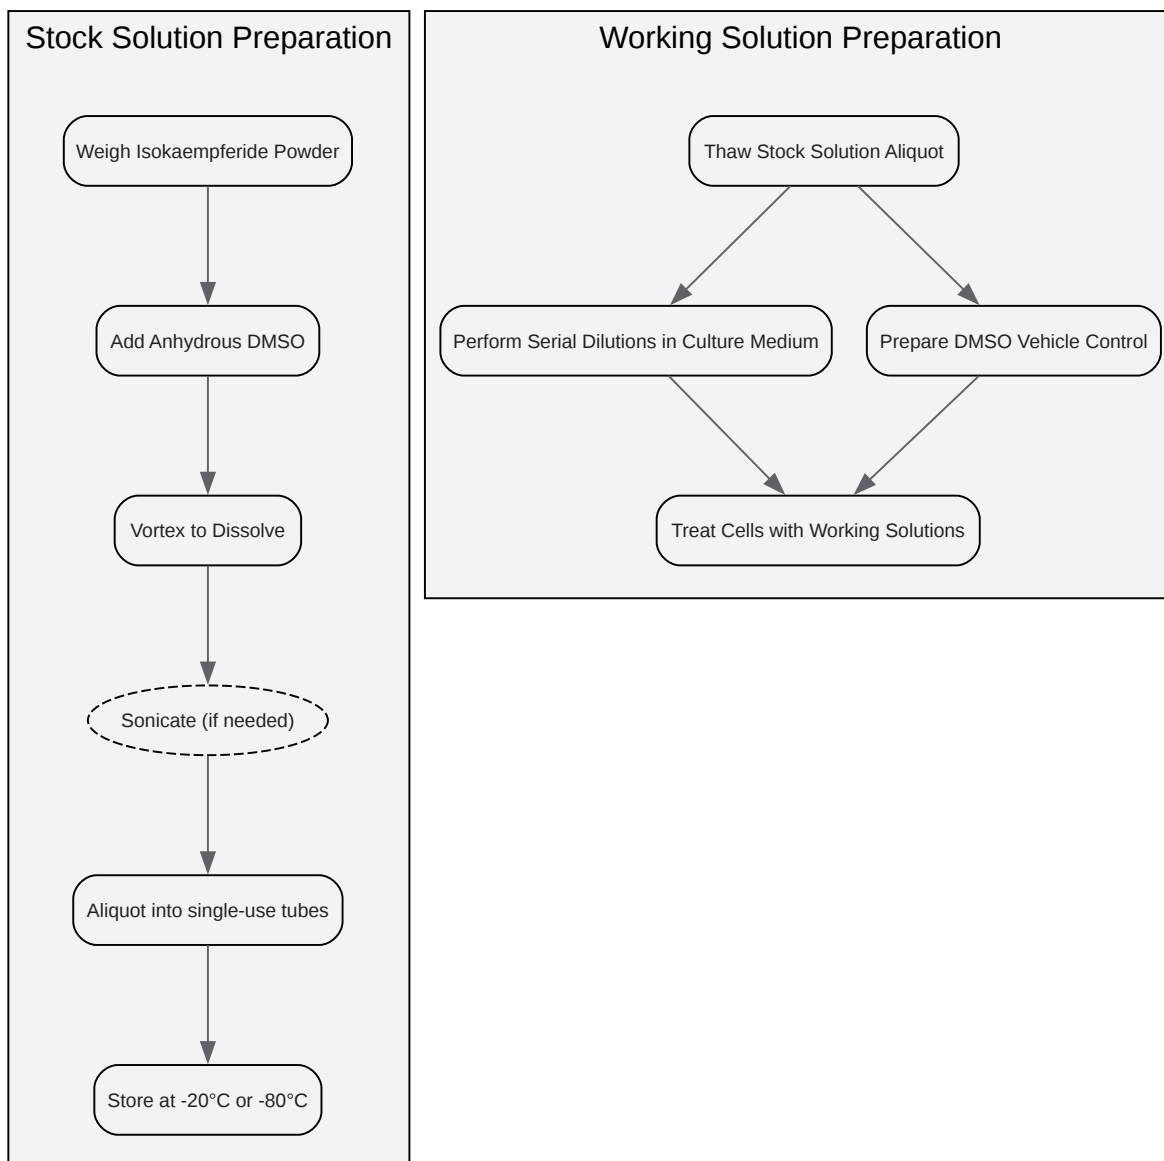 Stock Solution Preparation
Weigh Isokaempferide Powder
Add Anhydrous DMSO
Vortex to Dissolve
Sonicate (if needed)
Aliquot into single-use tubes
Store at -20°C or -80°C
Working Solution Preparation
Thaw Stock Solution Aliquot
Perform Serial Dilutions in Culture Medium
Prepare DMSO Vehicle Control
Treat Cells with Working Solutions